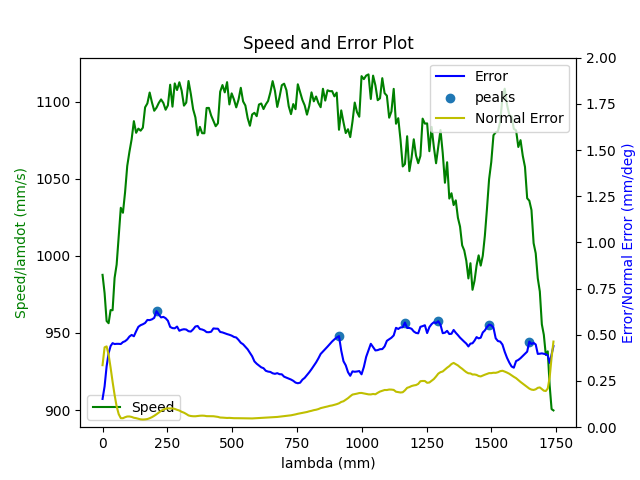 Speed and Error Plot
Speed/lamdot (mm/s)
1100
1050
1000
950
900
0
250
500
750
1000
1250
1500
1750
lambda (mm)
2.00
1.75
1.50
1.25
1.00
0.75
0.50
0.25
0.00
Error/Normal Error (mm/deg)
Error
peaks
Normal Error
Speed